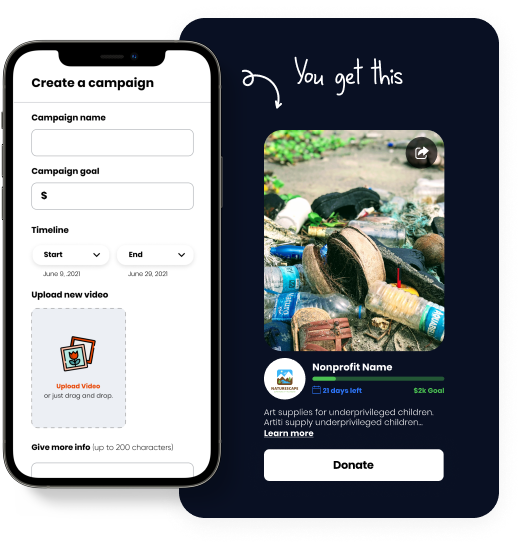 Create a campaign
Campaign name
Campaign goal
$
Timeline
Start
End
June 9, 2021
June 29, 2021
Upload new video
Upload Video
or just drag and drop.
Give more info (up to 200 characters)
You get this
NATURESCAPE
Nonprofit Name
21 days left
$2k Goal
Art supplies for underprivileged children.
Artiti supply underprivileged children...
Learn more
Donate